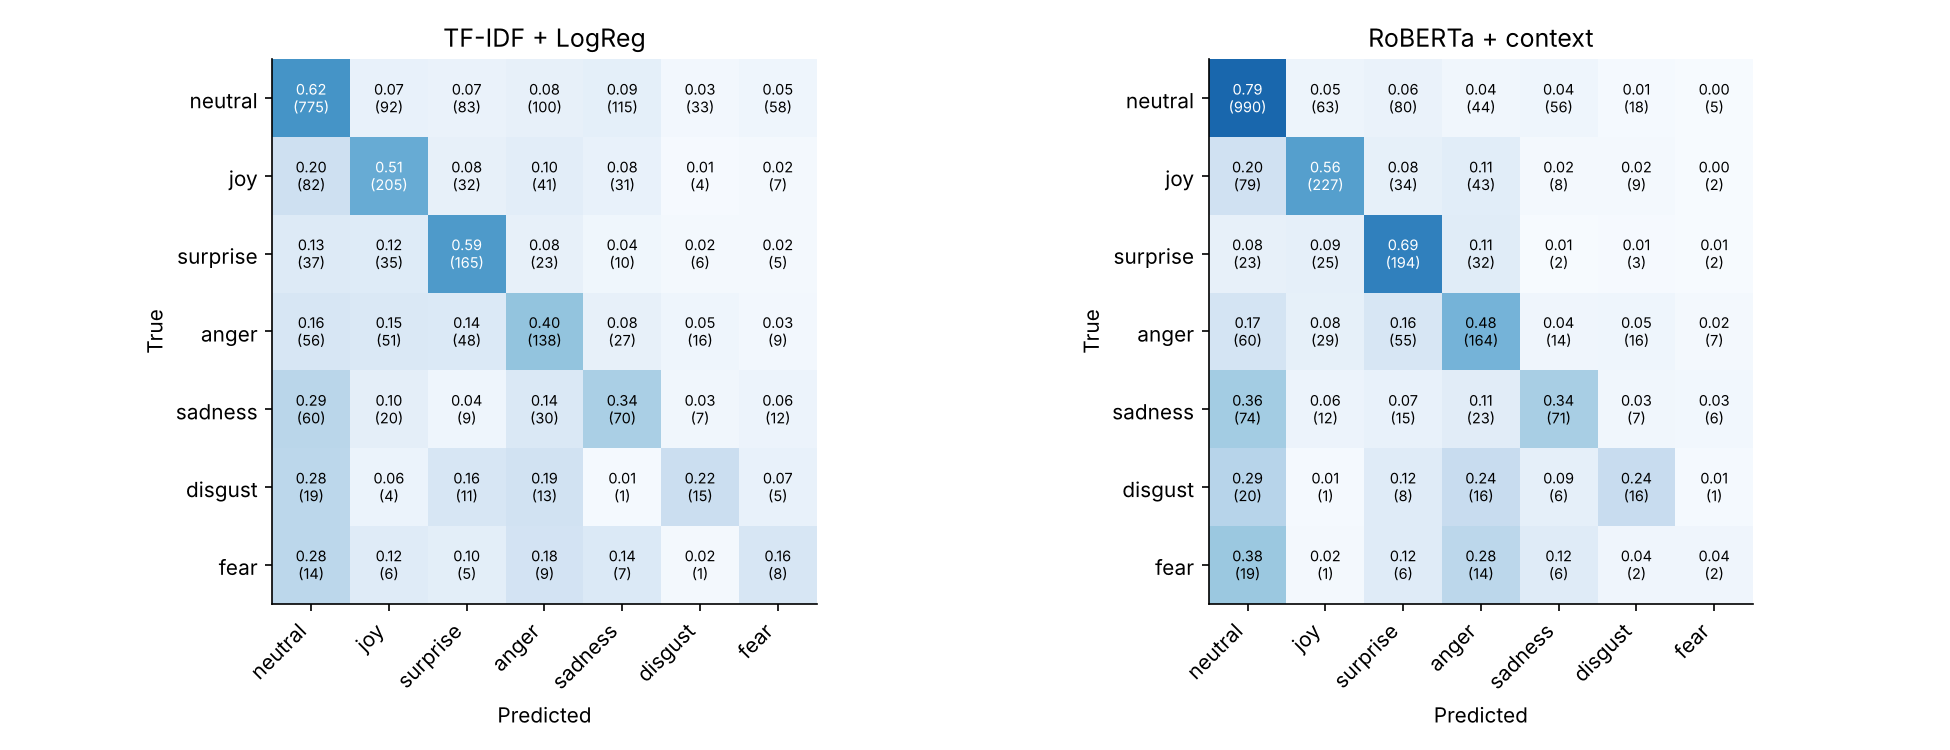 TF-IDF + LogReg
True
neutral
0.62 0.07 0.07 0.08 0.09 0.03 0.05
(775) (92) (83) (100) (115) (33) (58)
joy
0.20 0.51 0.08 0.10 0.08 0.01 0.02
(82) (205) (32) (41) (31) (4) (7)
surprise
0.13 0.12 0.59 0.08 0.04 0.02 0.02
(37) (35) (165) (23) (10) (6) (5)
anger
0.16 0.15 0.14 0.40 0.08 0.05 0.03
(56) (51) (48) (138) (27) (16) (9)
sadness
0.29 0.10 0.04 0.14 0.34 0.03 0.06
(60) (20) (9) (30) (70) (7) (12)
disgust
0.28 0.06 0.16 0.19 0.01 0.22 0.07
(19) (4) (11) (13) (1) (15) (5)
fear
0.28 0.12 0.10 0.18 0.14 0.02 0.16
(14) (6) (5) (9) (7) (1) (8)
neutral joy surprise anger sadness disgust fear
Predicted
RoBERTa + context
True
neutral
0.79 0.05 0.06 0.04 0.04 0.01 0.00
(990) (63) (80) (44) (56) (18) (5)
joy
0.20 0.56 0.08 0.11 0.02 0.02 0.00
(79) (227) (34) (43) (8) (9) (2)
surprise
0.08 0.09 0.69 0.11 0.01 0.01 0.01
(23) (25) (194) (32) (2) (3) (2)
anger
0.17 0.08 0.16 0.48 0.04 0.05 0.02
(60) (29) (55) (164) (14) (16) (7)
sadness
0.36 0.06 0.07 0.11 0.34 0.03 0.03
(74) (12) (15) (23) (71) (7) (6)
disgust
0.29 0.01 0.12 0.24 0.09 0.24 0.01
(20) (1) (8) (16) (6) (16) (1)
fear
0.38 0.02 0.12 0.28 0.12 0.04 0.04
(19) (1) (6) (14) (6) (2) (2)
neutral joy surprise anger sadness disgust fear
Predicted